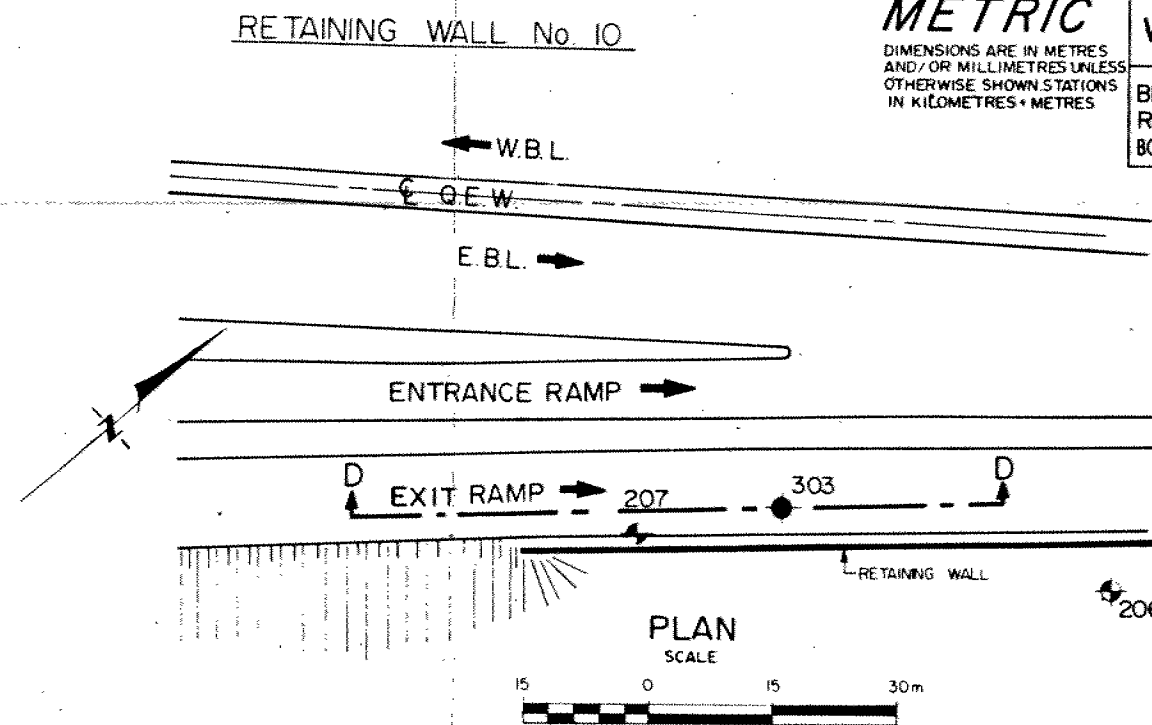 RETAINING WALL No. 10
METRIC
DIMENSIONS ARE IN METRES
AND/OR MILLIMETRES UNLESS
OTHERWISE SHOWN. STATIONS
IN KILOMETRES + METRES
W.B.L.
℄ Q.E.W.
E.B.L.
ENTRANCE RAMP
N
D
D
EXIT RAMP
207
303
RETAINING WALL
PLAN
SCALE
15 0 15 30m